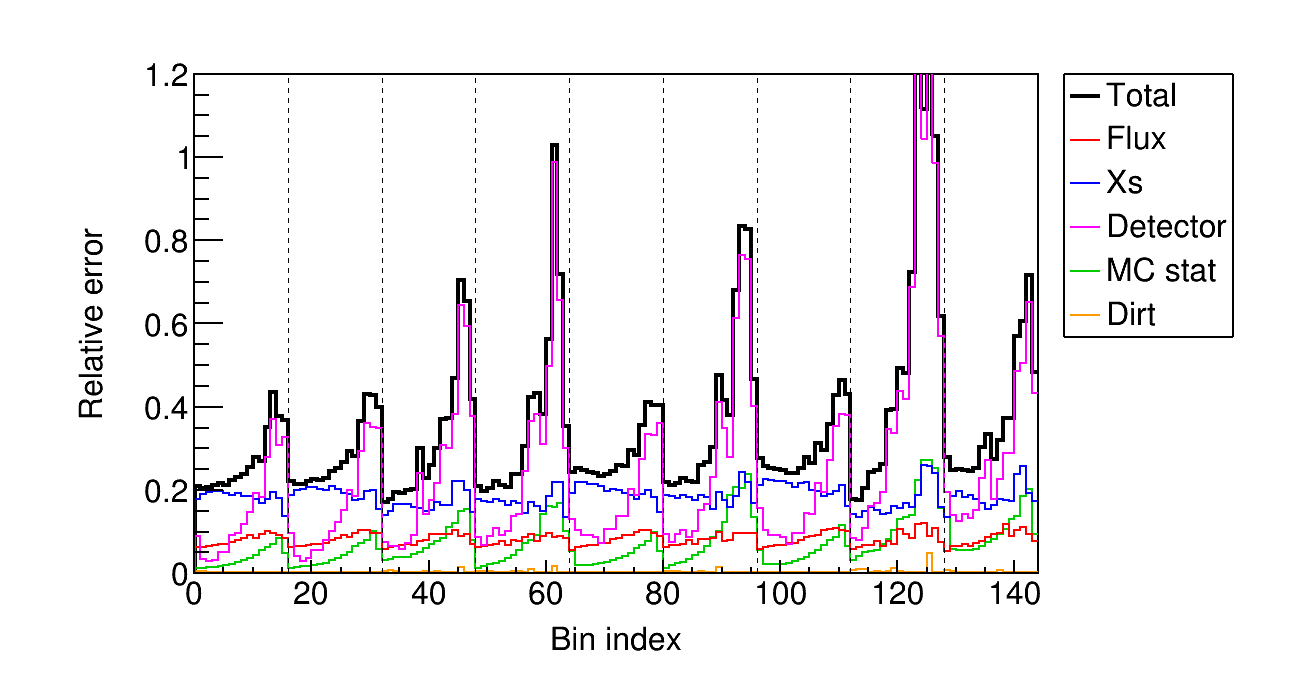 1.2
1
0.8
0.6
0.4
0.2
0
Relative error
0 20 40 60 80 100 120 140
Bin index
Total
Flux
Xs
Detector
MC stat
Dirt